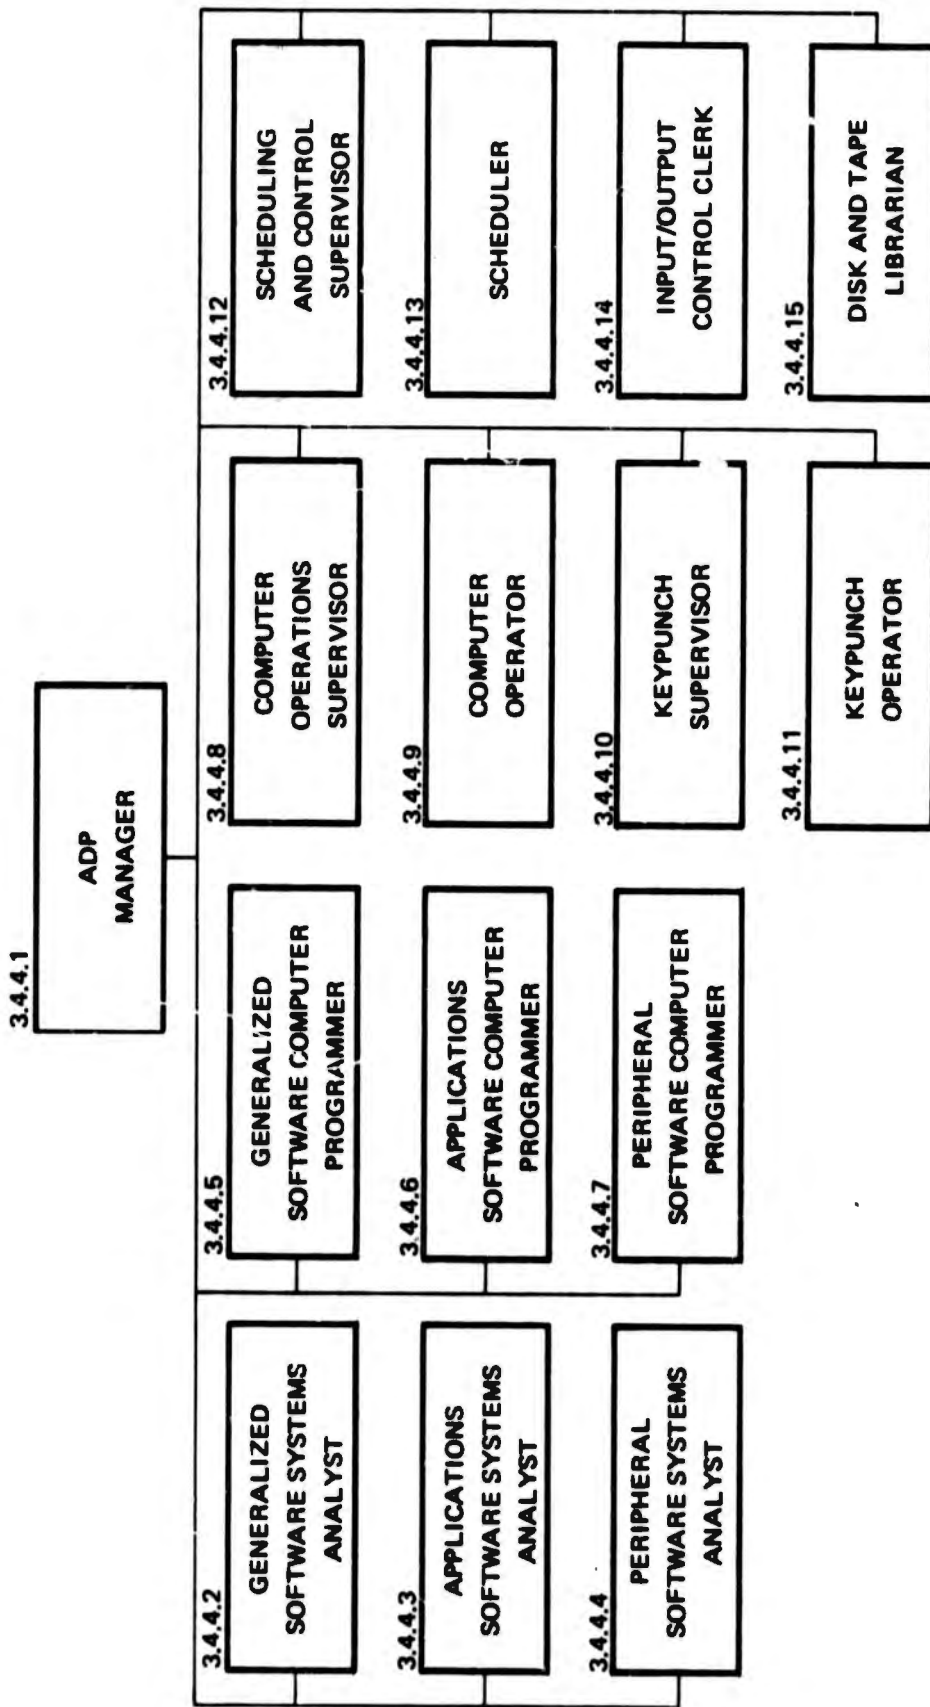 3.4.4.1
ADP
MANAGER
3.4.4.2
GENERALIZED
SOFTWARE SYSTEMS
ANALYST
3.4.4.3
APPLICATIONS
SOFTWARE SYSTEMS
ANALYST
3.4.4.4
PERIPHERAL
SOFTWARE SYSTEMS
ANALYST
3.4.4.5
GENERALIZED
SOFTWARE COMPUTER
PROGRAMMER
3.4.4.6
APPLICATIONS
SOFTWARE COMPUTER
PROGRAMMER
3.4.4.7
PERIPHERAL
SOFTWARE COMPUTER
PROGRAMMER
3.4.4.8
COMPUTER
OPERATIONS
SUPERVISOR
3.4.4.9
COMPUTER
OPERATOR
3.4.4.10
KEYPUNCH
SUPERVISOR
3.4.4.11
KEYPUNCH
OPERATOR
3.4.4.12
SCHEDULING
AND CONTROL
SUPERVISOR
3.4.4.13
SCHEDULER
3.4.4.14
INPUT/OUTPUT
CONTROL CLERK
3.4.4.15
DISK AND TAPE
LIBRARIAN